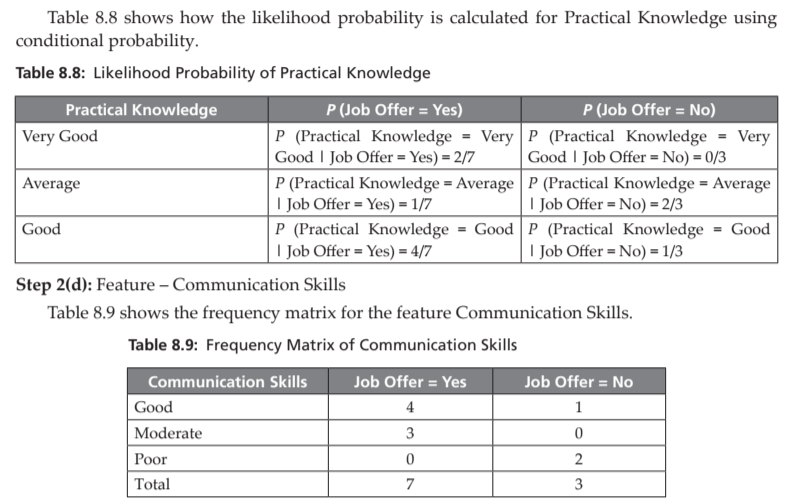 Table 8.8 shows how the likelihood probability is calculated for Practical Knowledge using
conditional probability.
Table 8.8: Likelihood Probability of Practical Knowledge
Practical Knowledge P (Job Offer = Yes) P (Job Offer = No)
Very Good P (Practical Knowledge = Very P (Practical Knowledge = Very
Good | Job Offer = Yes) = 2/7 Good | Job Offer = No) = 0/3
Average P (Practical Knowledge = Average P (Practical Knowledge = Average
| Job Offer = Yes) = 1/7 | Job Offer = No) = 2/3
Good P (Practical Knowledge = Good P (Practical Knowledge = Good
| Job Offer = Yes) = 4/7 | Job Offer = No) = 1/3
Step 2(d): Feature – Communication Skills
Table 8.9 shows the frequency matrix for the feature Communication Skills.
Table 8.9: Frequency Matrix of Communication Skills
Communication Skills Job Offer = Yes Job Offer = No
Good 4 1
Moderate 3 0
Poor 0 2
Total 7 3